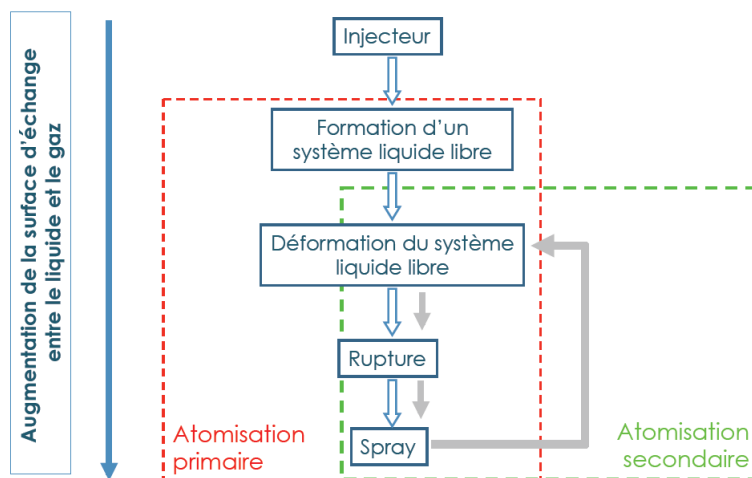 Augmentation de la surface d'échange
entre le liquide et le gaz
Injecteur
Formation d'un
système liquide libre
Déformation du système
liquide libre
Rupture
Spray
Atomisation
primaire
Atomisation
secondaire